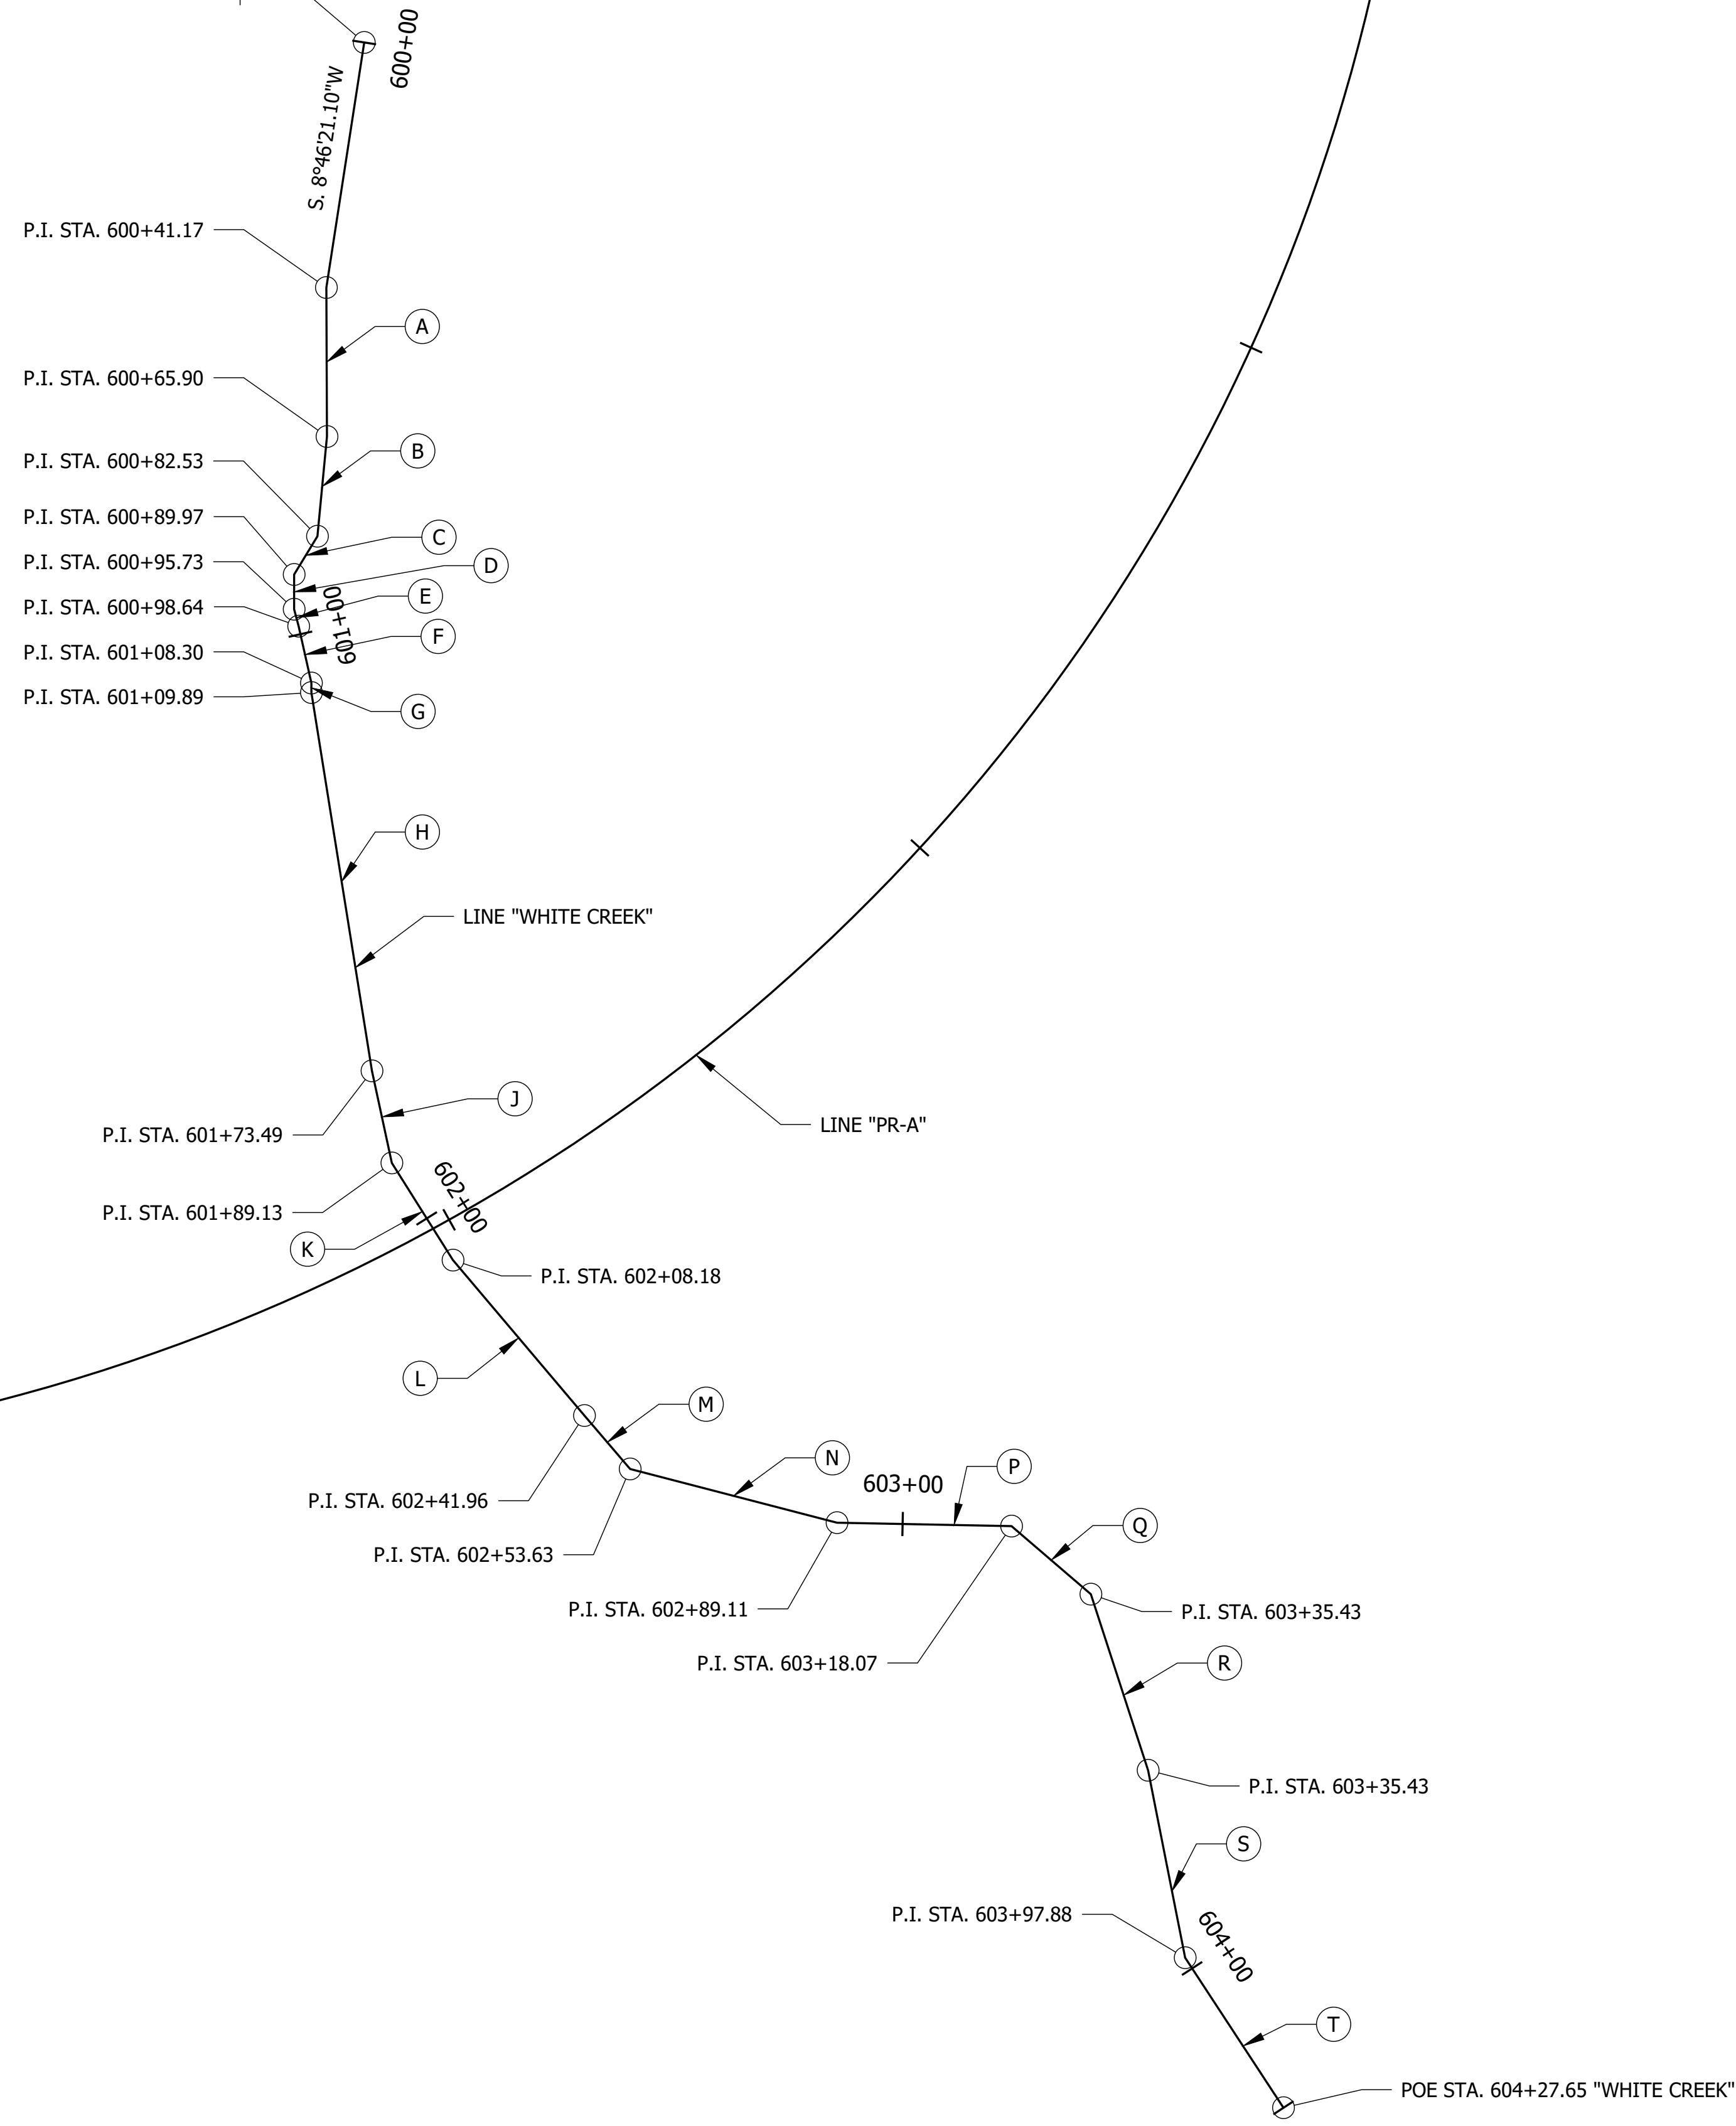 600+00
S. 8°46'21.10"W
P.I. STA. 600+41.17
A
P.I. STA. 600+65.90
B
P.I. STA. 600+82.53
C
P.I. STA. 600+89.97
D
P.I. STA. 600+95.73
E
P.I. STA. 600+98.64
601+00
F
P.I. STA. 601+08.30
P.I. STA. 601+09.89
G
H
LINE "WHITE CREEK"
J
LINE "PR-A"
P.I. STA. 601+73.49
602+00
P.I. STA. 601+89.13
K
P.I. STA. 602+08.18
L
M
N
P
603+00
P.I. STA. 602+41.96
Q
P.I. STA. 602+53.63
P.I. STA. 602+89.11
P.I. STA. 603+35.43
P.I. STA. 603+18.07
R
P.I. STA. 603+35.43
S
P.I. STA. 603+97.88
604+00
T
POE STA. 604+27.65 "WHITE CREEK"